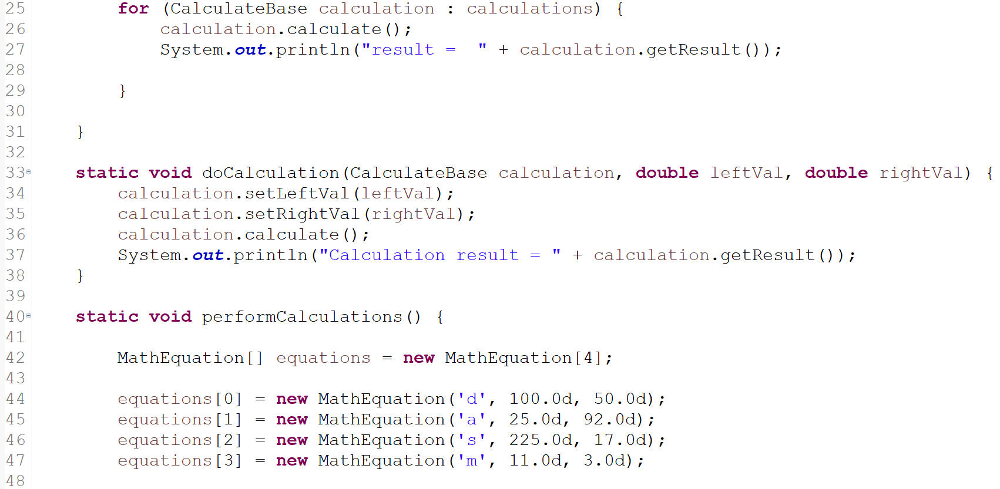 25 for (CalculateBase calculation : calculations) {
26 calculation.calculate();
27 System.out.println("result =  " + calculation.getResult());
28
29 }
30
31 }
32
33 static void doCalculation(CalculateBase calculation, double leftVal, double rightVal) {
34 calculation.setLeftVal(leftVal);
35 calculation.setRightVal(rightVal);
36 calculation.calculate();
37 System.out.println("Calculation result = " + calculation.getResult());
38 }
39
40 static void performCalculations() {
41
42 MathEquation[] equations = new MathEquation[4];
43
44 equations[0] = new MathEquation('d', 100.0d, 50.0d);
45 equations[1] = new MathEquation('a', 25.0d, 92.0d);
46 equations[2] = new MathEquation('s', 225.0d, 17.0d);
47 equations[3] = new MathEquation('m', 11.0d, 3.0d);
48